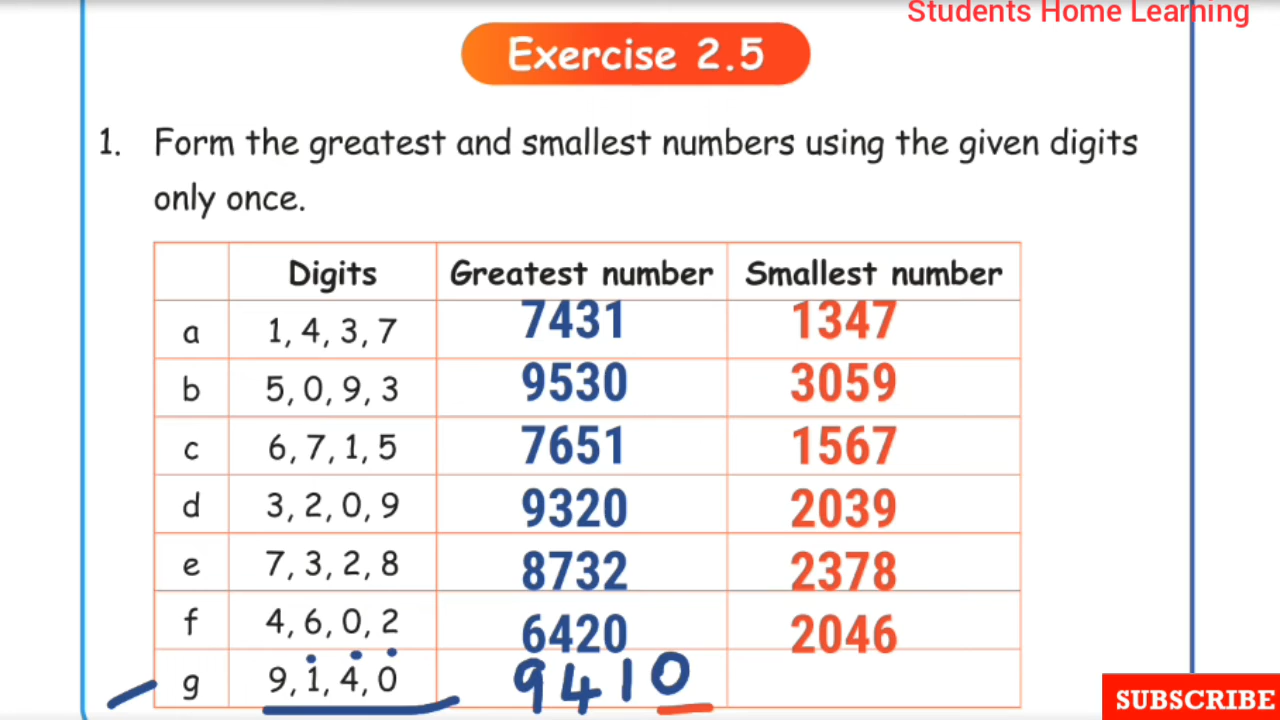 Students Home Learning
Exercise 2.5
1. Form the greatest and smallest numbers using the given digits
only once.
Digits Greatest number Smallest number
a 1, 4, 3, 7 7431 1347
b 5, 0, 9, 3 9530 3059
c 6, 7, 1, 5 7651 1567
d 3, 2, 0, 9 9320 2039
e 7, 3, 2, 8 8732 2378
f 4, 6, 0, 2 6420 2046
g 9, 1, 4, 0 9410
SUBSCRIBE